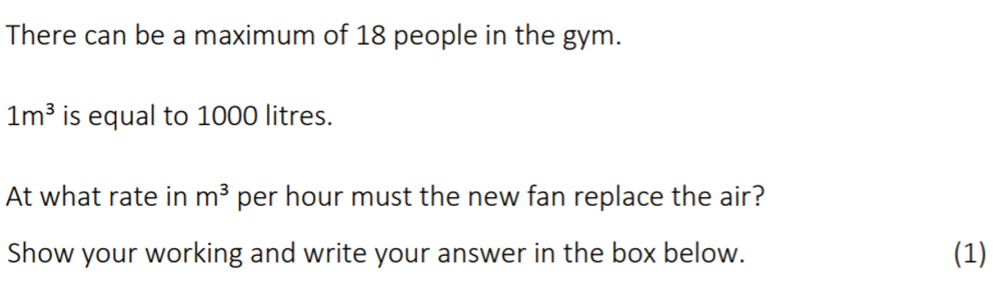 There can be a maximum of 18 people in the gym.
1m³ is equal to 1000 litres.
At what rate in m³ per hour must the new fan replace the air?
Show your working and write your answer in the box below. (1)